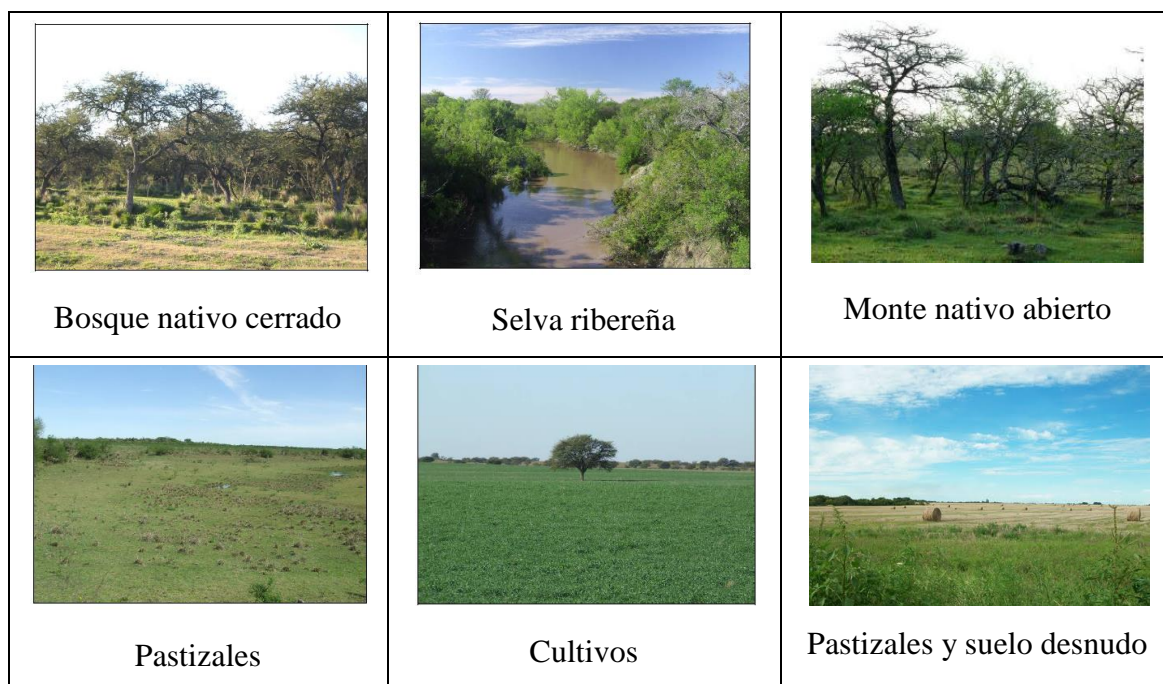 Bosque nativo cerrado
Selva ribereña
Monte nativo abierto
Pastizales
Cultivos
Pastizales y suelo desnudo